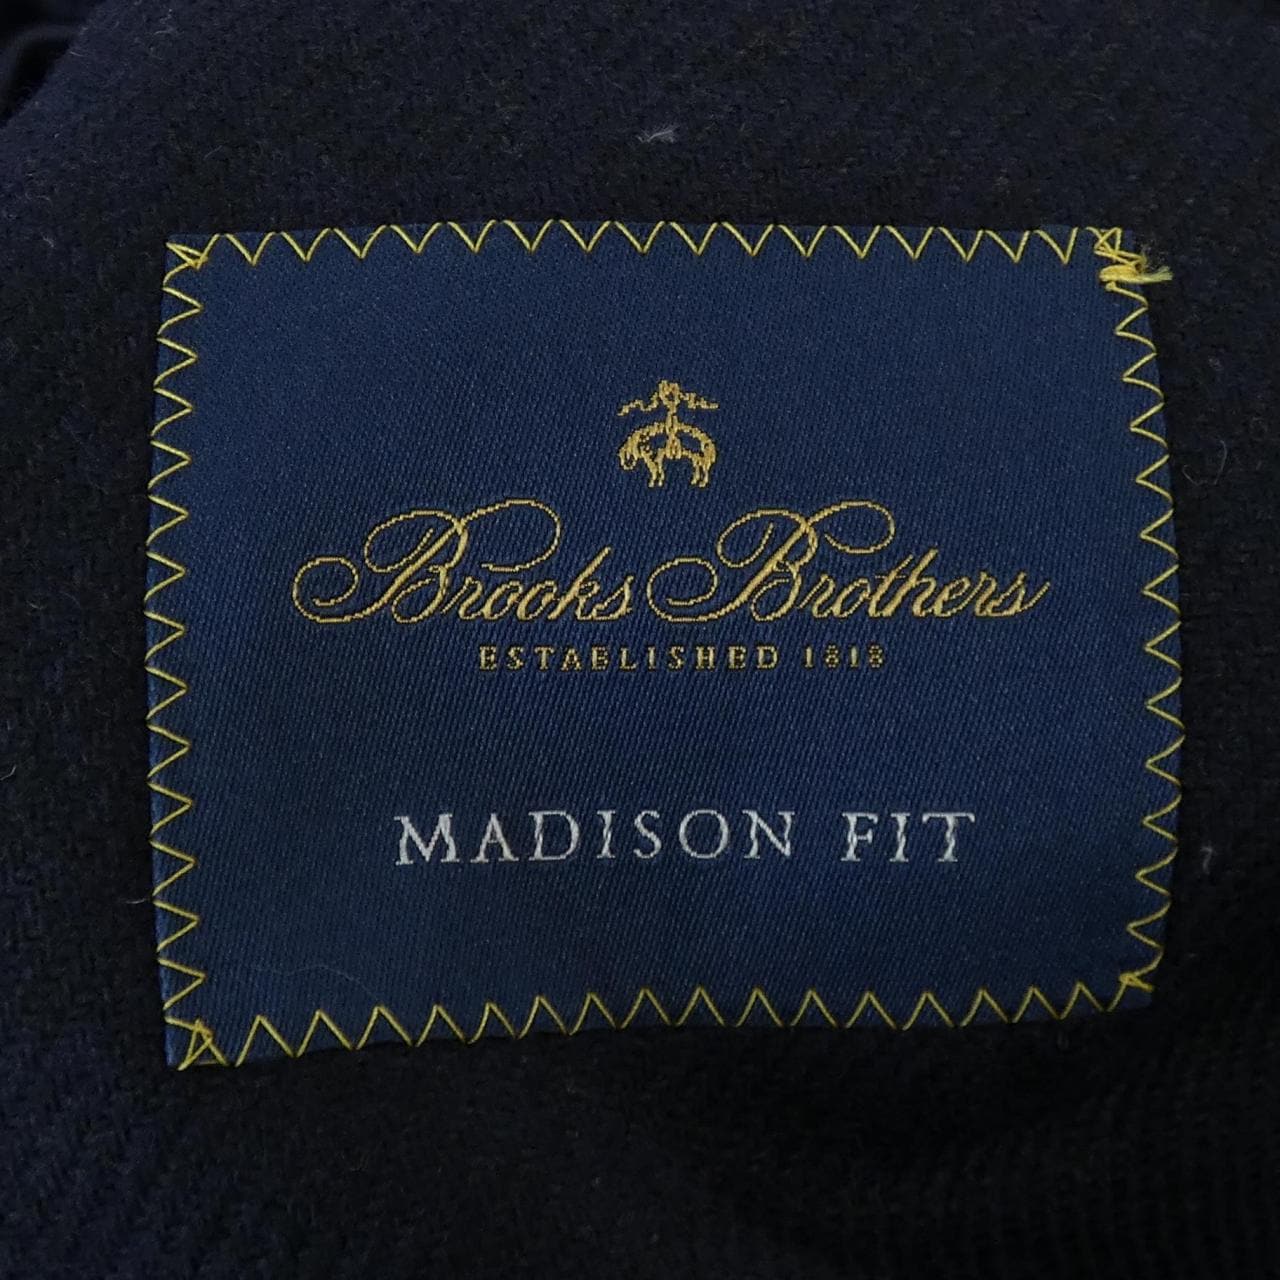 Brooks Brothers
ESTABLISHED 1818
MADISON FIT